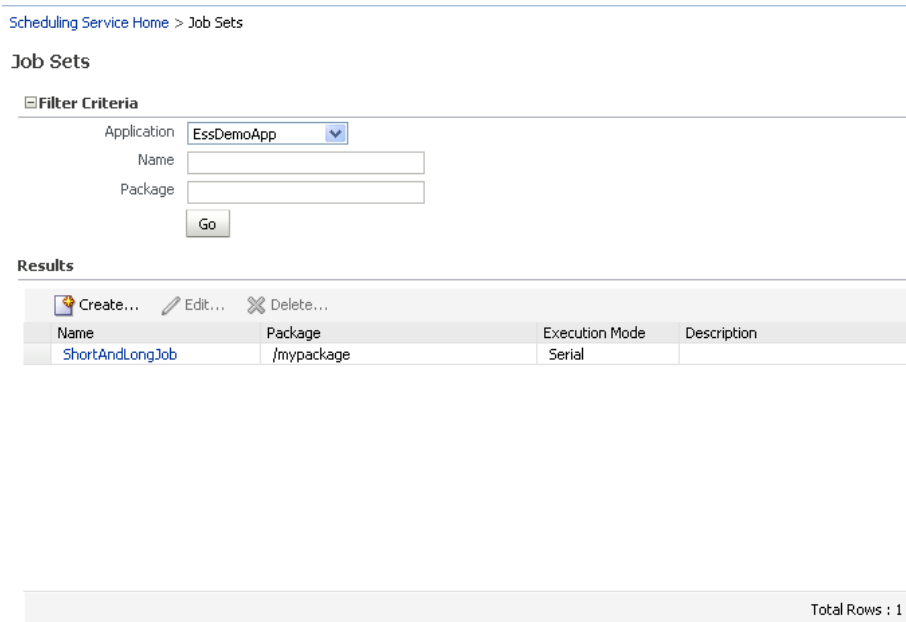 Scheduling Service Home > Job Sets
Job Sets
Filter Criteria
Application EssDemoApp
Name
Package
Go
Results
Create... Edit... Delete...
Name Package Execution Mode Description
ShortAndLongJob /mypackage Serial
Total Rows : 1